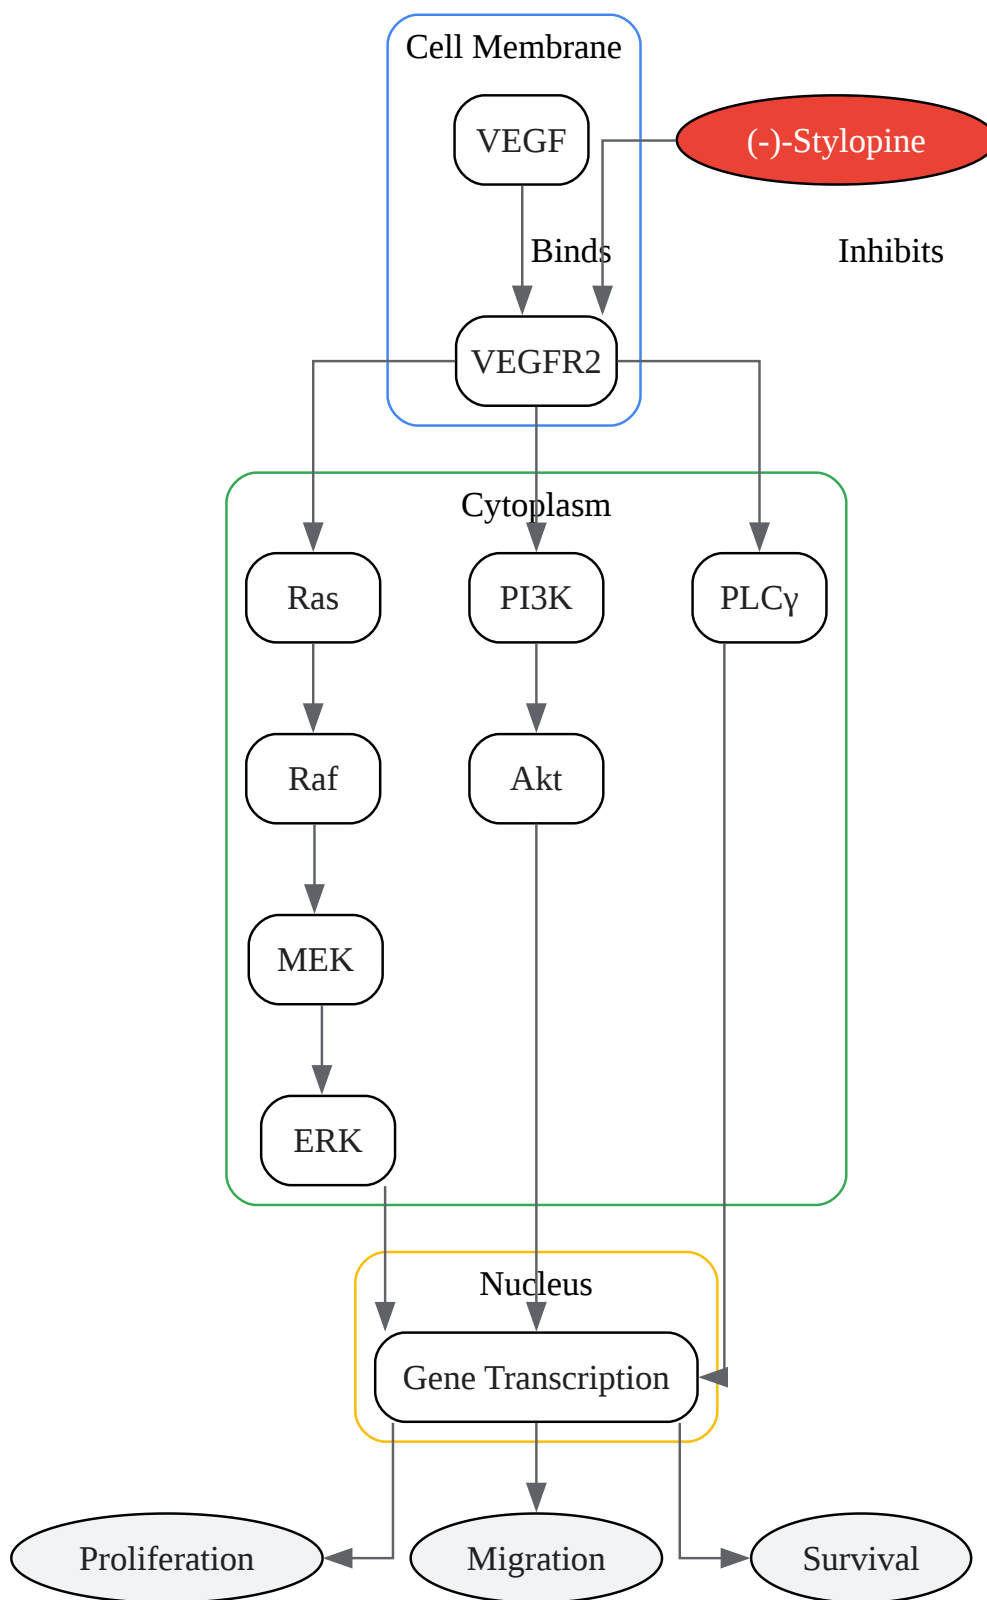 Cell Membrane
VEGF
(-)-Stylopine
Binds
Inhibits
VEGFR2
Cytoplasm
Ras
PI3K
PLCγ
Raf
Akt
MEK
ERK
Nucleus
Gene Transcription
Proliferation
Migration
Survival